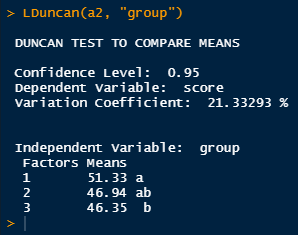 > LDuncan(a2, "group")
DUNCAN TEST TO COMPARE MEANS
Confidence Level:  0.95
Dependent Variable:  score
Variation Coefficient:  21.33293 %
Independent Variable:  group
Factors Means
1       51.33 a
2       46.94 ab
3       46.35  b
>